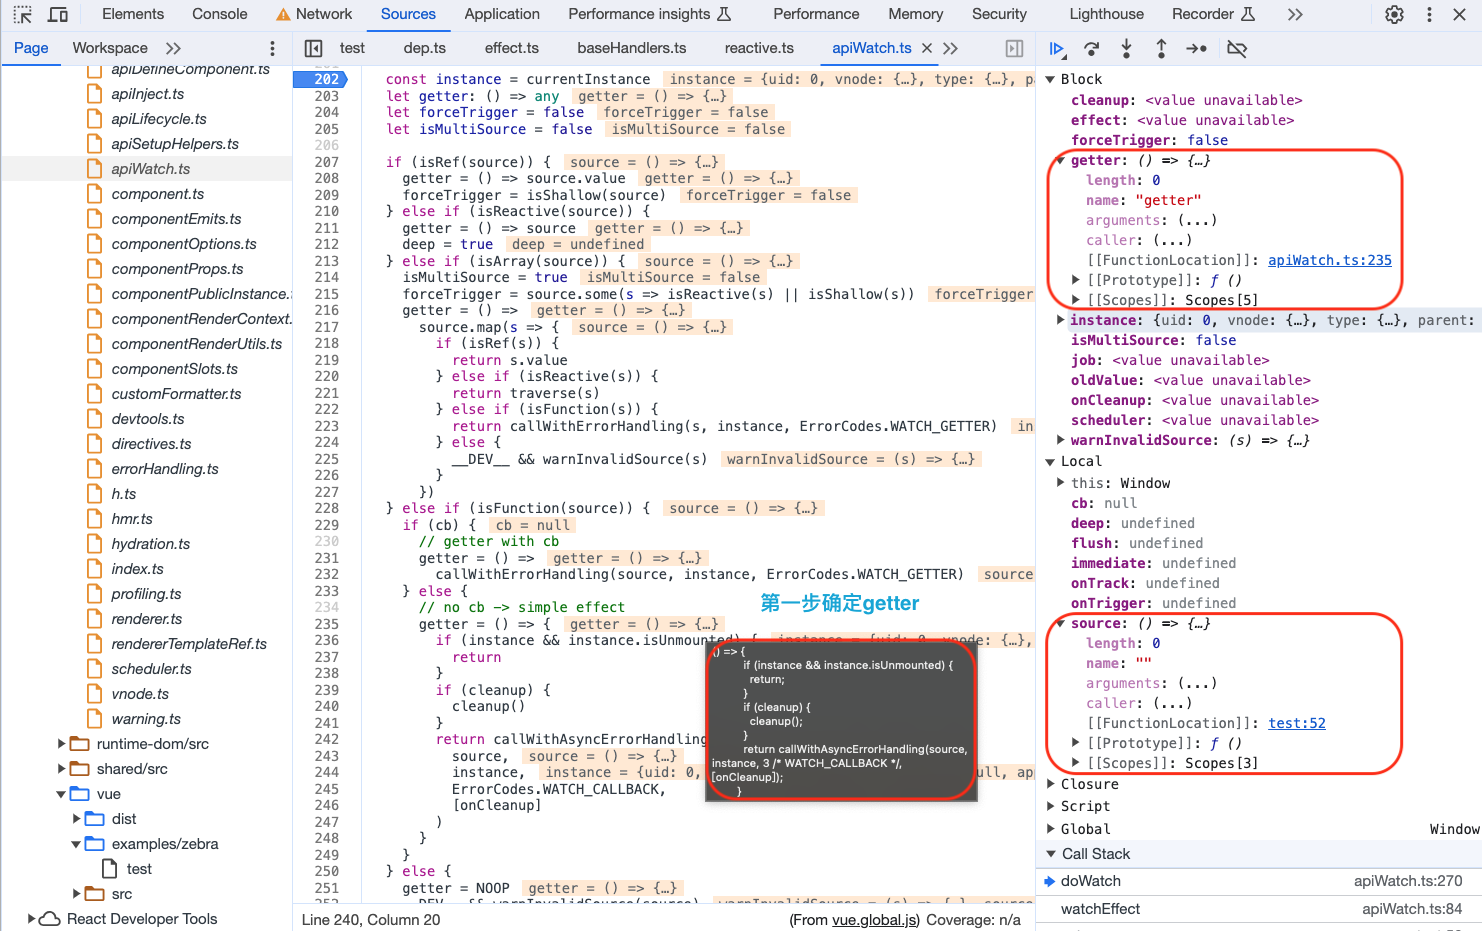 Elements Console Network Sources Application Performance insights Performance Memory Security Lighthouse Recorder
Page Workspace
test dep.ts effect.ts baseHandlers.ts reactive.ts apiWatch.ts
apiDefineComponent.ts
apiInject.ts
apiLifecycle.ts
apiSetupHelpers.ts
apiWatch.ts
component.ts
componentEmits.ts
componentOptions.ts
componentProps.ts
componentPublicInstance.
componentRenderContext.
componentRenderUtils.ts
componentSlots.ts
customFormatter.ts
devtools.ts
directives.ts
errorHandling.ts
h.ts
hmr.ts
hydration.ts
index.ts
profiling.ts
renderer.ts
rendererTemplateRef.ts
scheduler.ts
vnode.ts
warning.ts
runtime-dom/src
shared/src
vue
dist
examples/zebra
test
src
React Developer Tools
202 const instance = currentInstance instance = {uid: 0, vnode: {…}, type: {…}, pa
203 let getter: () => any getter = () => {…}
204 let forceTrigger = false forceTrigger = false
205 let isMultiSource = false isMultiSource = false
206
207 if (isRef(source)) { source = () => {…}
208 getter = () => source.value getter = () => {…}
209 forceTrigger = isShallow(source) forceTrigger = false
210 } else if (isReactive(source)) {
211 getter = () => source getter = () => {…}
212 deep = true deep = undefined
213 } else if (isArray(source)) { source = () => {…}
214 isMultiSource = true isMultiSource = false
215 forceTrigger = source.some(s => isReactive(s) || isShallow(s)) forceTrigger
216 getter = () => getter = () => {…}
217 source.map(s => { source = () => {…}
218 if (isRef(s)) {
219 return s.value
220 } else if (isReactive(s)) {
221 return traverse(s)
222 } else if (isFunction(s)) {
223 return callWithErrorHandling(s, instance, ErrorCodes.WATCH_GETTER) in
224 } else {
225 __DEV__ && warnInvalidSource(s) warnInvalidSource = (s) => {…}
226 }
227 })
228 } else if (isFunction(source)) { source = () => {…}
229 if (cb) { cb = null
230 // getter with cb
231 getter = () => getter = () => {…}
232 callWithErrorHandling(source, instance, ErrorCodes.WATCH_GETTER) source
233 } else {
234 // no cb -> simple effect
235 getter = () => { getter = () => {…}
236 if (instance && instance.isUnmounted) { instance = {uid: 0, vnode: {…},
237 return
238 }
239 if (cleanup) {
240 cleanup()
241 }
242 return callWithAsyncErrorHandling
243 source, source = () => {…}
244 instance, instance = {uid: 0, null, app
245 ErrorCodes.WATCH_CALLBACK,
246 [onCleanup]
247 )
248 }
249 }
250 } else {
251 getter = NOOP getter = () => {…}
__DEV__ && warnInvalidSource(source) warnInvalidSource = (s) => {…}, source
第一步确定getter
() => {
if (instance && instance.isUnmounted) {
return;
}
if (cleanup) {
cleanup();
}
return callWithAsyncErrorHandling(source,
instance, 3 /* WATCH_CALLBACK */,
[onCleanup]);
}
Line 240, Column 20 (From vue.global.js) Coverage: n/a
Block
cleanup: <value unavailable>
effect: <value unavailable>
forceTrigger: false
getter: () => {…}
length: 0
name: "getter"
arguments: (...)
caller: (...)
[[FunctionLocation]]: apiWatch.ts:235
[[Prototype]]: ƒ ()
[[Scopes]]: Scopes[5]
instance: {uid: 0, vnode: {…}, type: {…}, parent:
isMultiSource: false
job: <value unavailable>
oldValue: <value unavailable>
onCleanup: <value unavailable>
scheduler: <value unavailable>
warnInvalidSource: (s) => {…}
Local
this: Window
cb: null
deep: undefined
flush: undefined
immediate: undefined
onTrack: undefined
onTrigger: undefined
source: () => {…}
length: 0
name: ""
arguments: (...)
caller: (...)
[[FunctionLocation]]: test:52
[[Prototype]]: ƒ ()
[[Scopes]]: Scopes[3]
Closure
Script
Global Window
Call Stack
doWatch apiWatch.ts:270
watchEffect apiWatch.ts:84